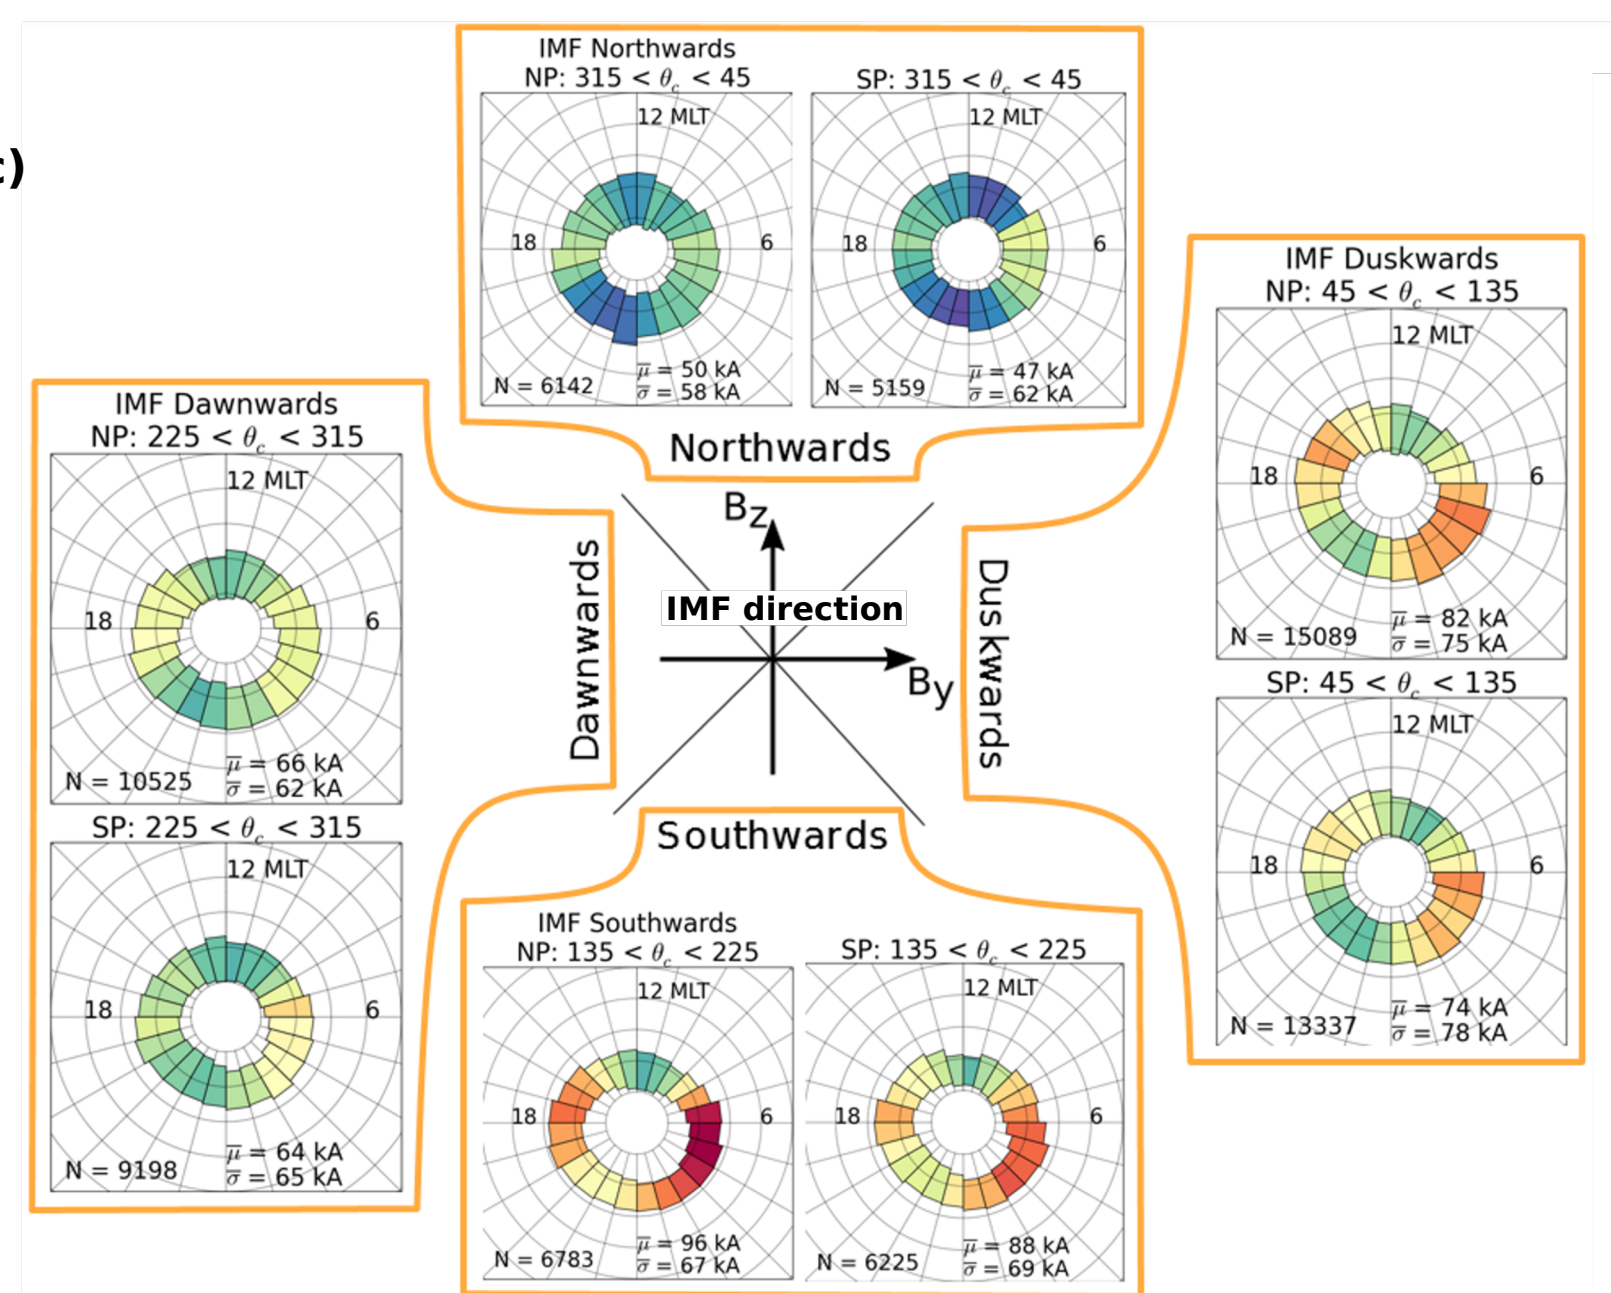 c)
IMF Northwards
NP: 315 < θc < 45
SP: 315 < θc < 45
12 MLT
12 MLT
18
6
18
6
N = 6142
μ̅ = 50 kA
σ̅ = 58 kA
N = 5159
μ̅ = 47 kA
σ̅ = 62 kA
Northwards
IMF Dawnwards
NP: 225 < θc < 315
12 MLT
18
6
N = 10525
μ̅ = 66 kA
σ̅ = 62 kA
SP: 225 < θc < 315
12 MLT
18
6
N = 9198
μ̅ = 64 kA
σ̅ = 65 kA
Dawnwards
Bz
IMF direction
By
Duskwards
IMF Duskwards
NP: 45 < θc < 135
12 MLT
18
6
N = 15089
μ̅ = 82 kA
σ̅ = 75 kA
SP: 45 < θc < 135
12 MLT
18
6
N = 13337
μ̅ = 74 kA
σ̅ = 78 kA
Southwards
IMF Southwards
NP: 135 < θc < 225
SP: 135 < θc < 225
12 MLT
12 MLT
18
6
18
6
N = 6783
μ̅ = 96 kA
σ̅ = 67 kA
N = 6225
μ̅ = 88 kA
σ̅ = 69 kA